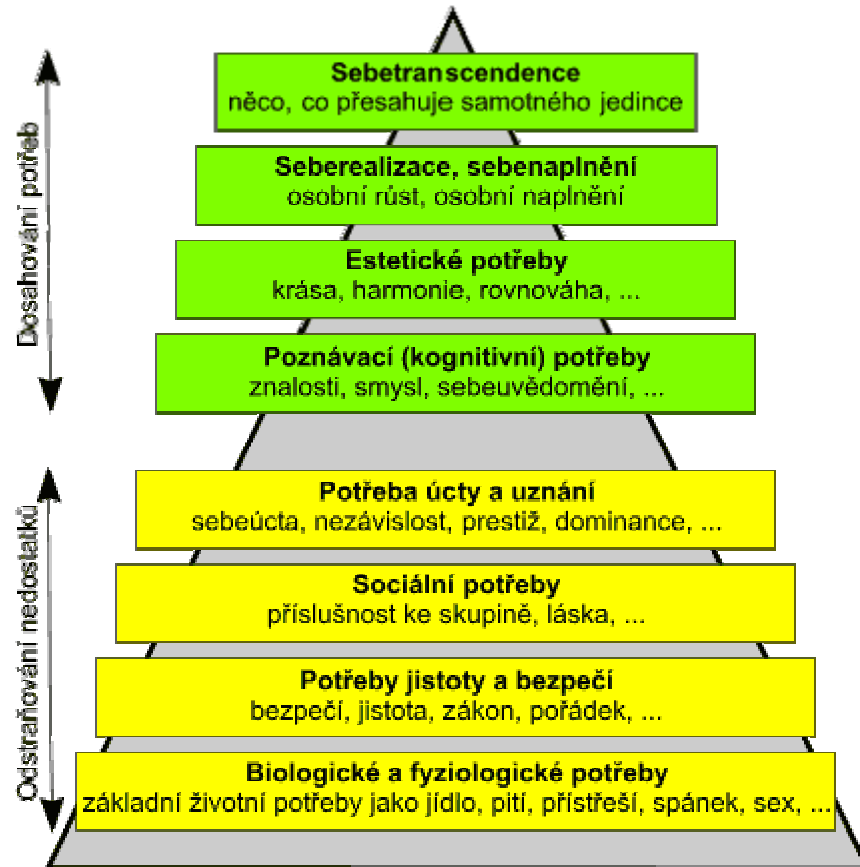 Sebetranscendence
něco, co přesahuje samotného jedince
Seberealizace, sebenaplnění
osobní růst, osobní naplnění
Estetické potřeby
krása, harmonie, rovnováha, ...
Poznávací (kognitivní) potřeby
znalosti, smysl, sebeuvědomění, ...
Dosahování potřeb
Potřeba úcty a uznání
sebeúcta, nezávislost, prestiž, dominance, ...
Sociální potřeby
příslušnost ke skupině, láska, ...
Potřeby jistoty a bezpečí
bezpečí, jistota, zákon, pořádek, ...
Biologické a fyziologické potřeby
základní životní potřeby jako jídlo, pití, přístřeší, spánek, sex, ...
Odstraňování nedostatků